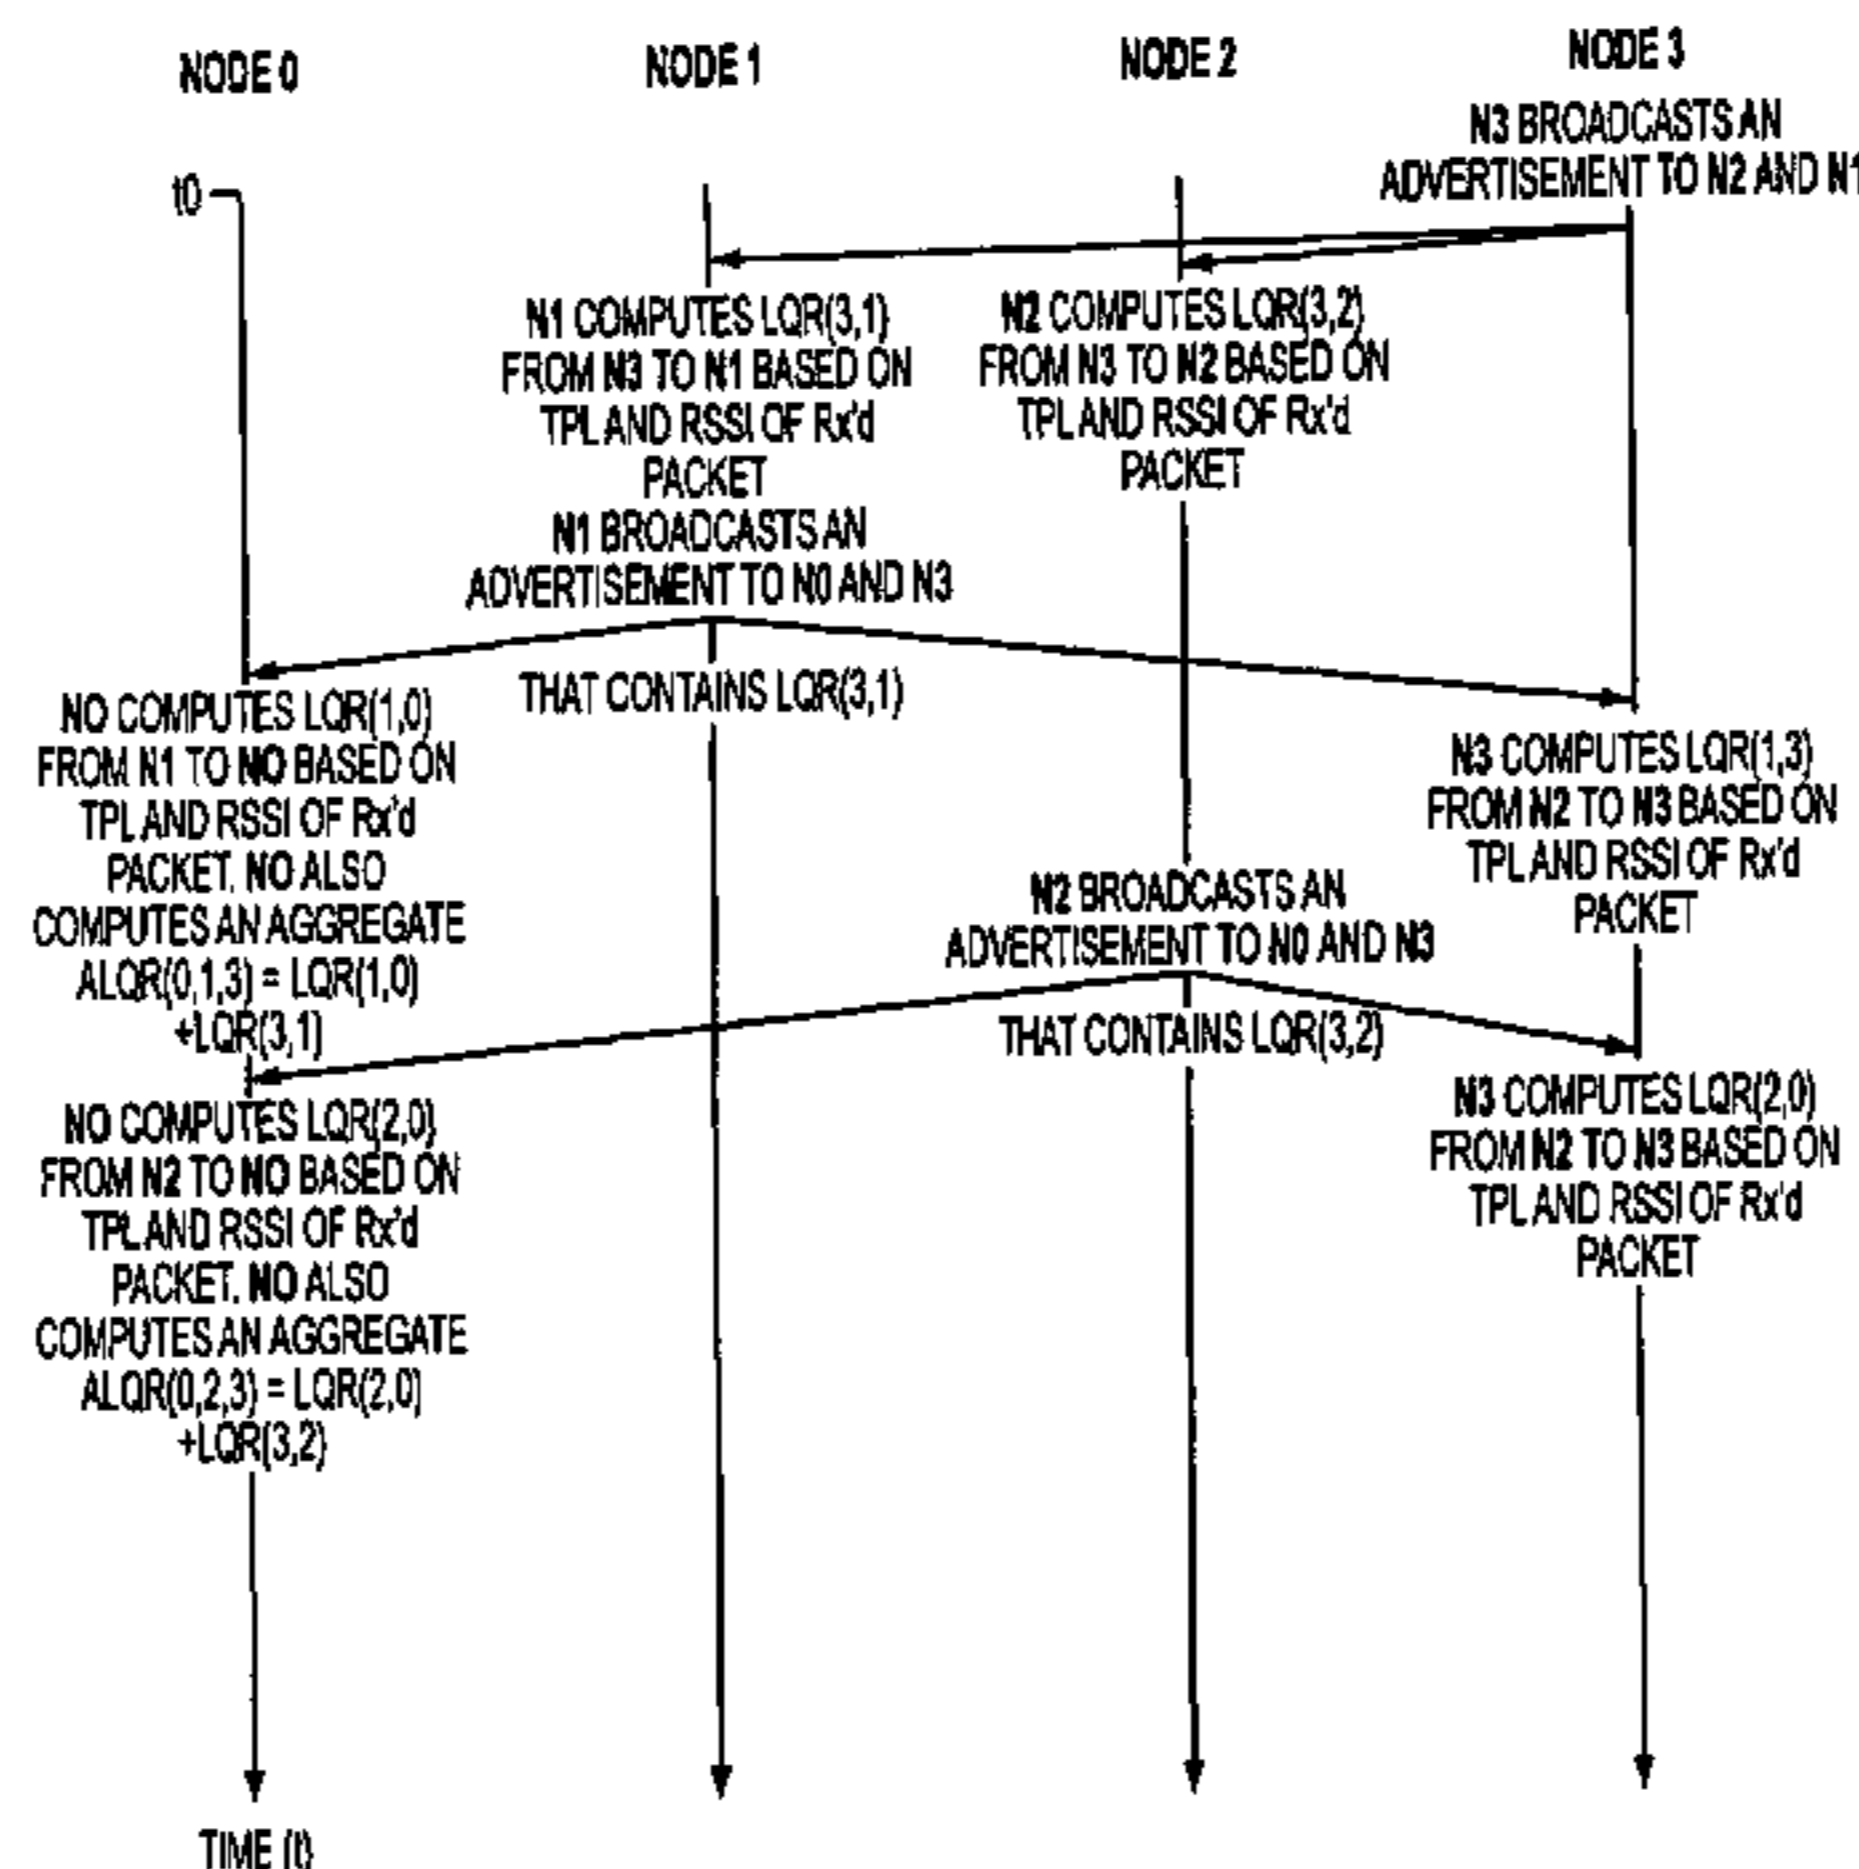 NODE 0
NODE 1
NODE 2
NODE 3
N3 BROADCASTS AN
ADVERTISEMENT TO N2 AND N1
t0
N1 COMPUTES LQR(3,1)
FROM N3 TO N1 BASED ON
TPL AND RSSI OF Rx'd
PACKET
N1 BROADCASTS AN
ADVERTISEMENT TO N0 AND N3
THAT CONTAINS LQR(3,1)
N2 COMPUTES LQR(3,2)
FROM N3 TO N2 BASED ON
TPL AND RSSI OF Rx'd
PACKET
NO COMPUTES LQR(1,0)
FROM N1 TO NO BASED ON
TPL AND RSSI OF Rx'd
PACKET. NO ALSO
COMPUTES AN AGGREGATE
ALQR(0,1,3) = LQR(1,0)
+LQR(3,1)
N3 COMPUTES LQR(1,3)
FROM N2 TO N3 BASED ON
TPL AND RSSI OF Rx'd
PACKET
N2 BROADCASTS AN
ADVERTISEMENT TO N0 AND N3
THAT CONTAINS LQR(3,2)
NO COMPUTES LQR(2,0)
FROM N2 TO NO BASED ON
TPL AND RSSI OF Rx'd
PACKET. NO ALSO
COMPUTES AN AGGREGATE
ALQR(0,2,3) = LQR(2,0)
+LQR(3,2)
N3 COMPUTES LQR(2,0)
FROM N2 TO N3 BASED ON
TPL AND RSSI OF Rx'd
PACKET
TIME (t)